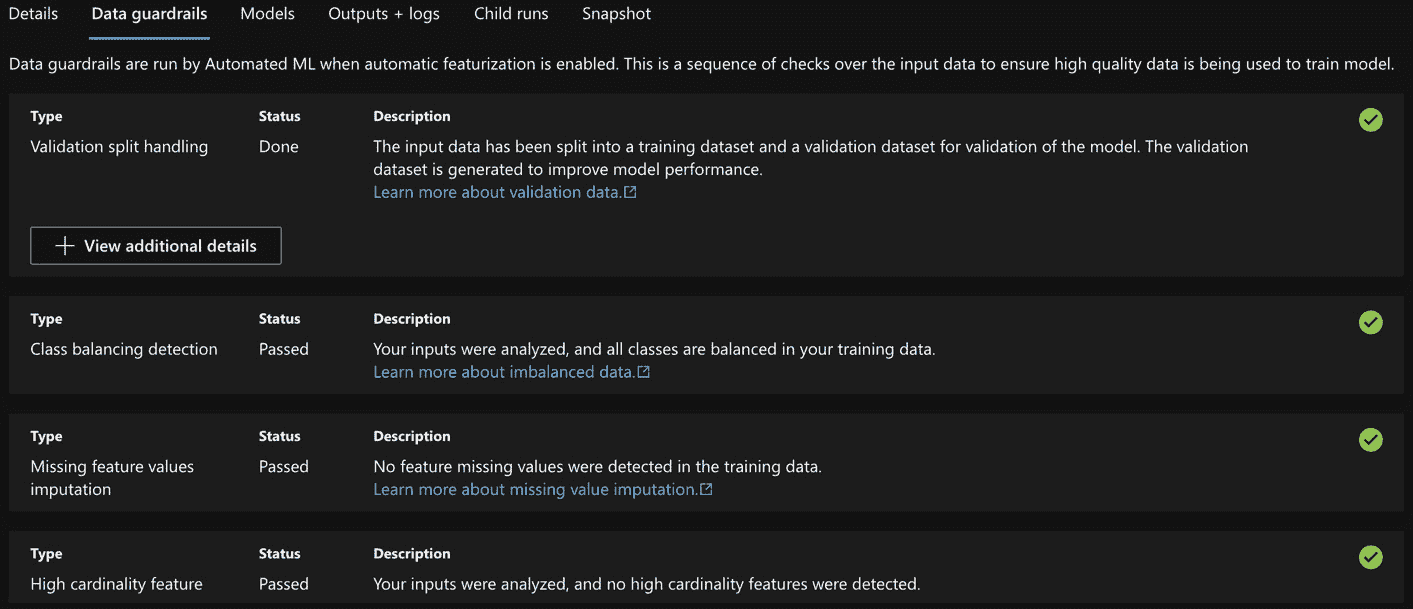 Details Data guardrails Models Outputs + logs Child runs Snapshot
Data guardrails are run by Automated ML when automatic featurization is enabled. This is a sequence of checks over the input data to ensure high quality data is being used to train model.
Type Status Description
Validation split handling Done The input data has been split into a training dataset and a validation dataset for validation of the model. The validation
dataset is generated to improve model performance.
Learn more about validation data.
+ View additional details
Type Status Description
Class balancing detection Passed Your inputs were analyzed, and all classes are balanced in your training data.
Learn more about imbalanced data.
Type Status Description
Missing feature values Passed No feature missing values were detected in the training data.
imputation Learn more about missing value imputation.
Type Status Description
High cardinality feature Passed Your inputs were analyzed, and no high cardinality features were detected.